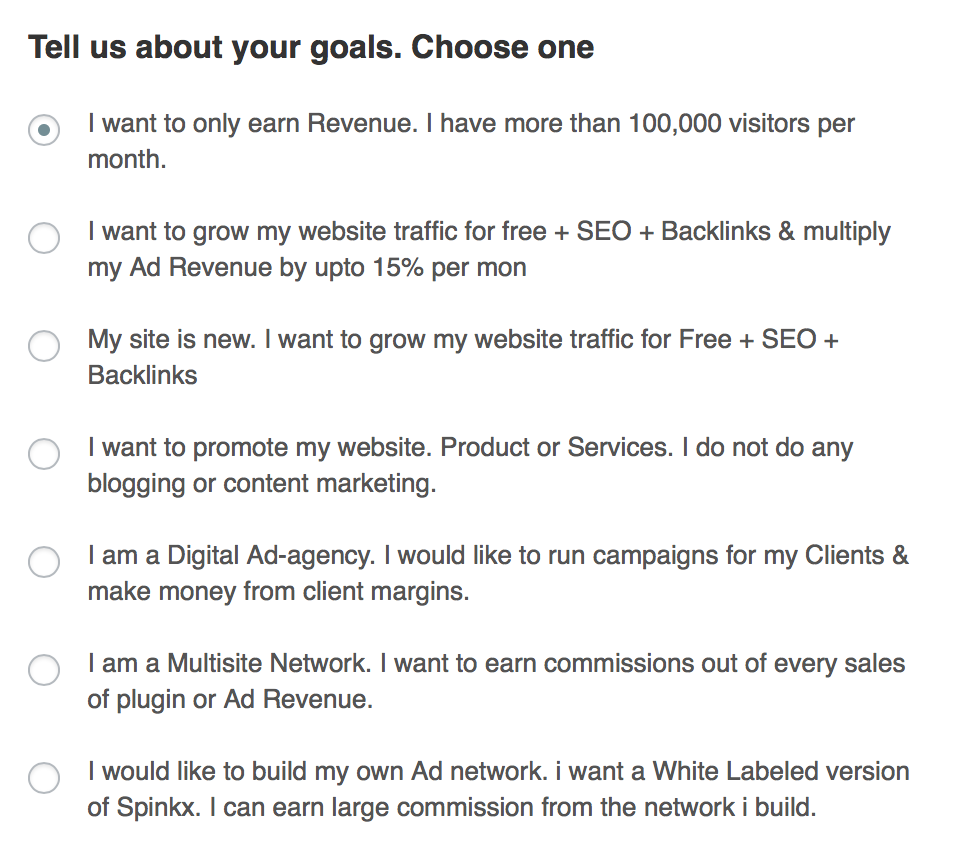 Tell us about your goals. Choose one
I want to only earn Revenue. I have more than 100,000 visitors per
month.
I want to grow my website traffic for free + SEO + Backlinks & multiply
my Ad Revenue by upto 15% per mon
My site is new. I want to grow my website traffic for Free + SEO +
Backlinks
I want to promote my website. Product or Services. I do not do any
blogging or content marketing.
I am a Digital Ad-agency. I would like to run campaigns for my Clients &
make money from client margins.
I am a Multisite Network. I want to earn commissions out of every sales
of plugin or Ad Revenue.
I would like to build my own Ad network. i want a White Labeled version
of Spinkx. I can earn large commission from the network i build.